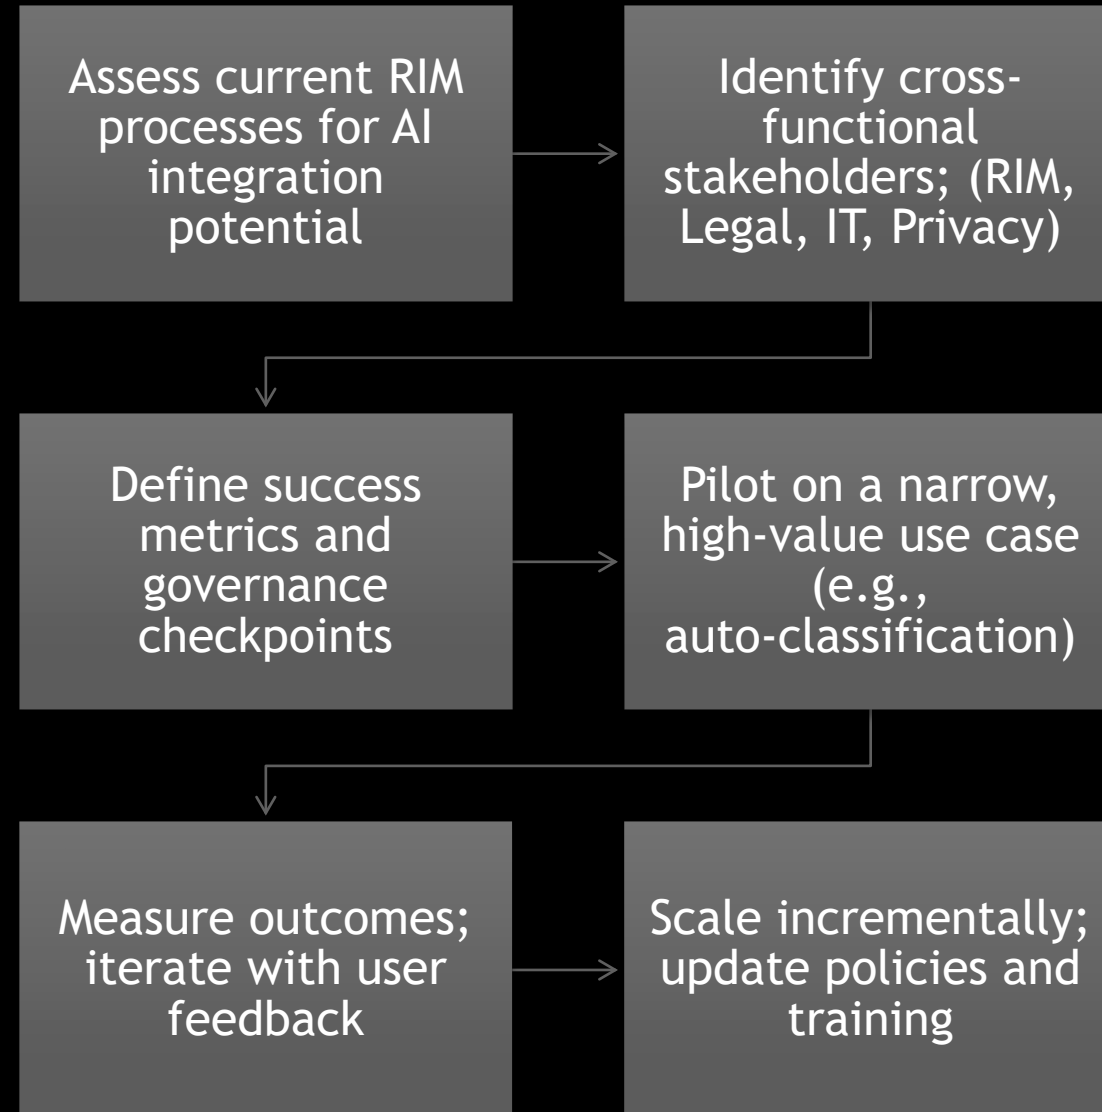 Assess current RIM
processes for AI
integration
potential
Identify cross-
functional
stakeholders; (RIM,
Legal, IT, Privacy)
Define success
metrics and
governance
checkpoints
Pilot on a narrow,
high-value use case
(e.g.,
auto-classification)
Measure outcomes;
iterate with user
feedback
Scale incrementally;
update policies and
training